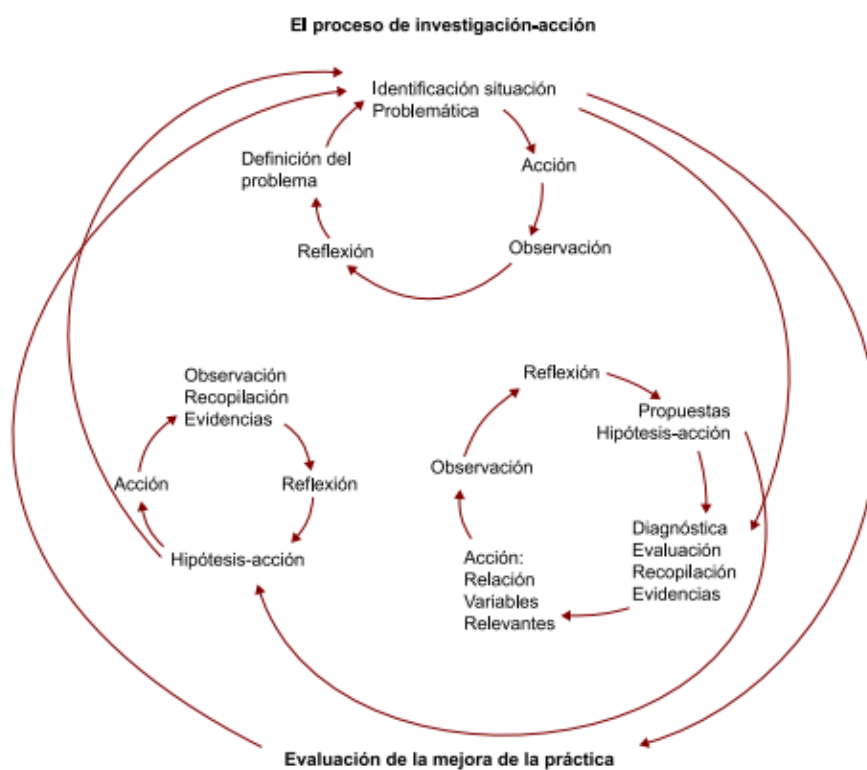 El proceso de investigación-acción
Identificación situación
Problemática
Definición del
problema
Acción
Reflexión
Observación
Observación
Recopilación
Evidencias
Acción
Reflexión
Hipótesis-acción
Reflexión
Propuestas
Hipótesis-acción
Observación
Diagnóstica
Evaluación
Recopilación
Evidencias
Acción:
Relación
Variables
Relevantes
Evaluación de la mejora de la práctica